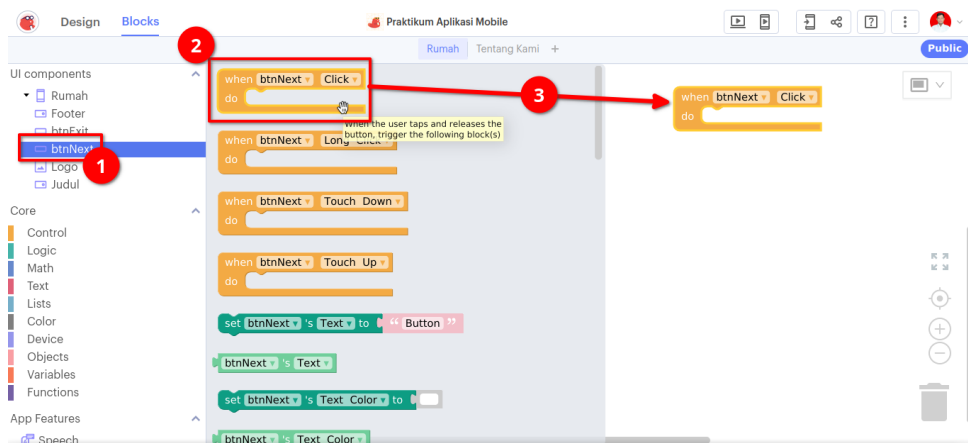 Design Blocks Praktikum Aplikasi Mobile
Rumah Tentang Kami +
Public
UI components
Rumah
Footer
btnExit
btnNext
Logo
Judul
Core
Control
Logic
Math
Text
Lists
Color
Device
Objects
Variables
Functions
App Features
Speech
1
2
when btnNext Click
do
When the user taps and releases the
button, trigger the following block(s)
when btnNext Long Click
do
when btnNext Touch Down
do
when btnNext Touch Up
do
set btnNext 's Text to “ Button ”
btnNext 's Text
set btnNext 's Text Color to
btnNext 's Text Color
3
when btnNext Click
do